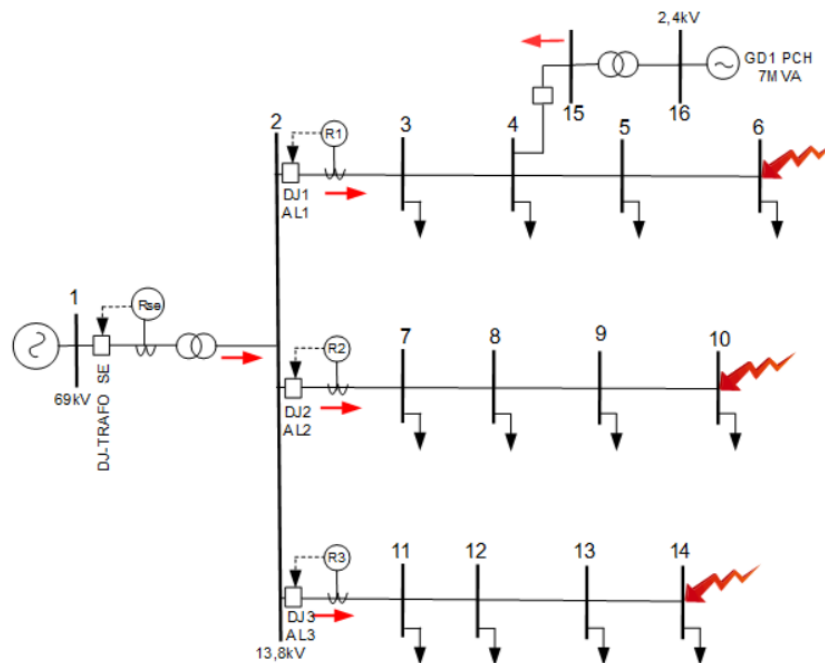 2,4kV
GD1 PCH
7MVA
15
16
2
R1
3
4
5
6
DJ1
AL1
1
Rse
R2
7
8
9
10
69kV
DJ-TRAFO SE
DJ2
AL2
R3
11
12
13
14
DJ3
AL3
13,8kV